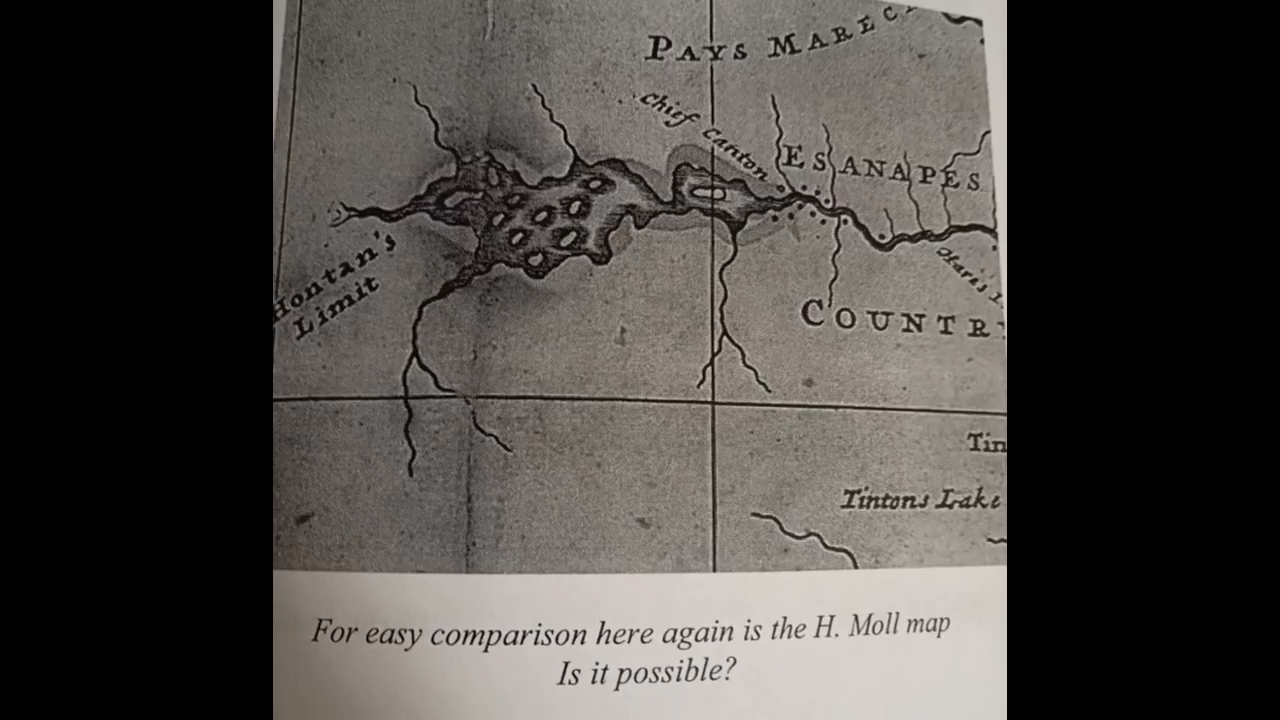 PAYS MARE
Chief Canton
ESANAPES
Hontan's
Limit
COUNTR
Tin
Tintons Lake
For easy comparison here again is the H. Moll map
Is it possible?